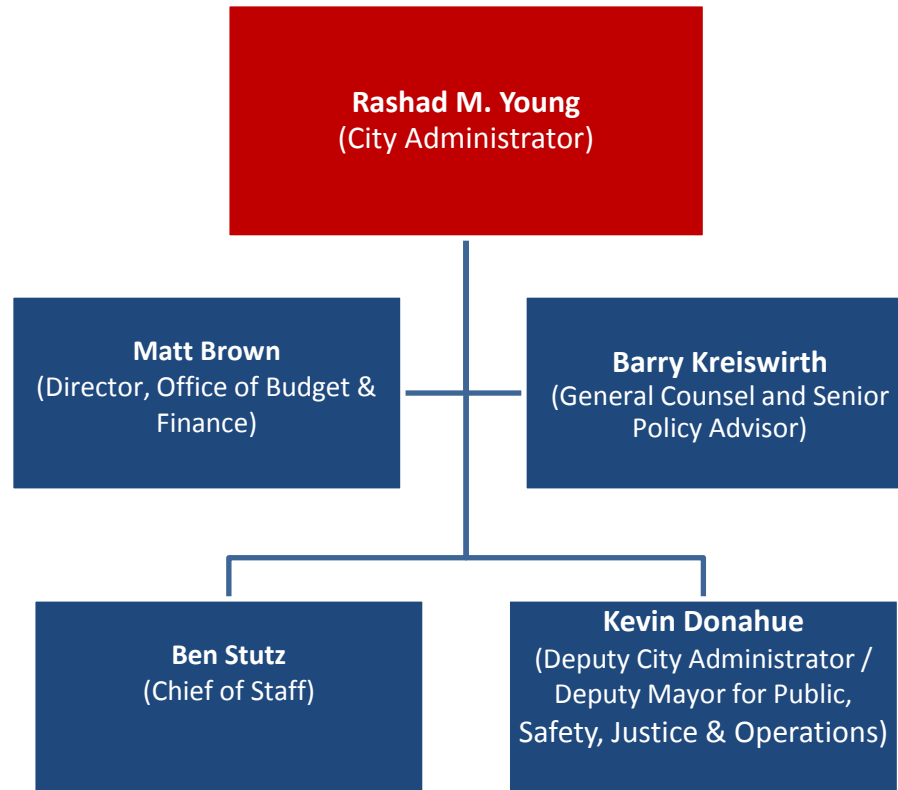 Rashad M. Young
(City Administrator)
Matt Brown
(Director, Office of Budget &
Finance)
Barry Kreiswirth
(General Counsel and Senior
Policy Advisor)
Ben Stutz
(Chief of Staff)
Kevin Donahue
(Deputy City Administrator /
Deputy Mayor for Public,
Safety, Justice & Operations)